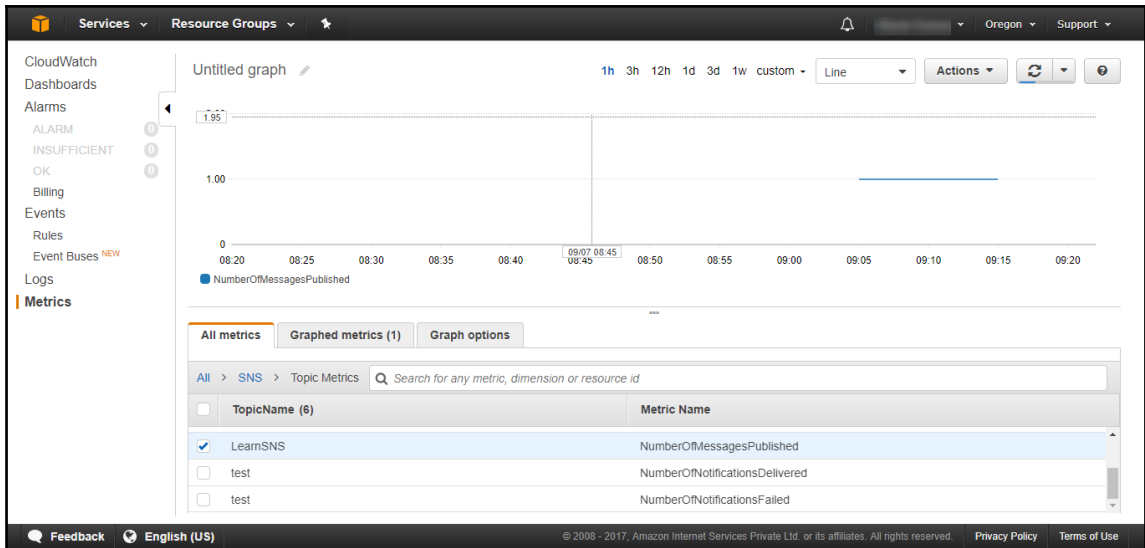 Services Resource Groups Oregon Support
CloudWatch
Dashboards
Alarms
ALARM 0
INSUFFICIENT 0
OK 0
Billing
Events
Rules
Event Buses NEW
Logs
Metrics
Untitled graph 1h 3h 12h 1d 3d 1w custom Line Actions
1.95
1.00
0
09/07 08:45
08:20 08:25 08:30 08:35 08:40 08:45 08:50 08:55 09:00 09:05 09:10 09:15 09:20
NumberOfMessagesPublished
All metrics Graphed metrics (1) Graph options
All > SNS > Topic Metrics Search for any metric, dimension or resource id
TopicName (6) Metric Name
LearnSNS NumberOfMessagesPublished
test NumberOfNotificationsDelivered
test NumberOfNotificationsFailed
Feedback English (US) © 2008 - 2017, Amazon Internet Services Private Ltd. or its affiliates. All rights reserved. Privacy Policy Terms of Use